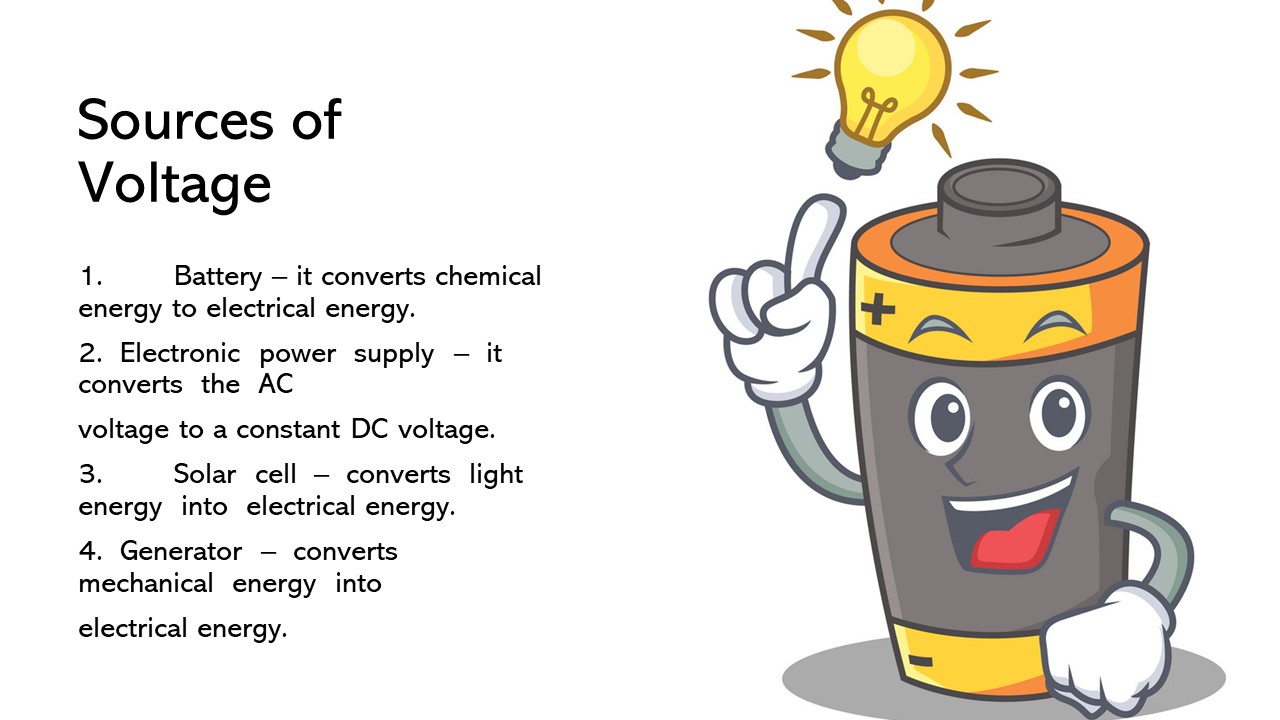 Sources of
Voltage
1. Battery – it converts chemical
energy to electrical energy.
2. Electronic power supply – it
converts the AC
voltage to a constant DC voltage.
3. Solar cell – converts light
energy into electrical energy.
4. Generator – converts
mechanical energy into
electrical energy.
+
-